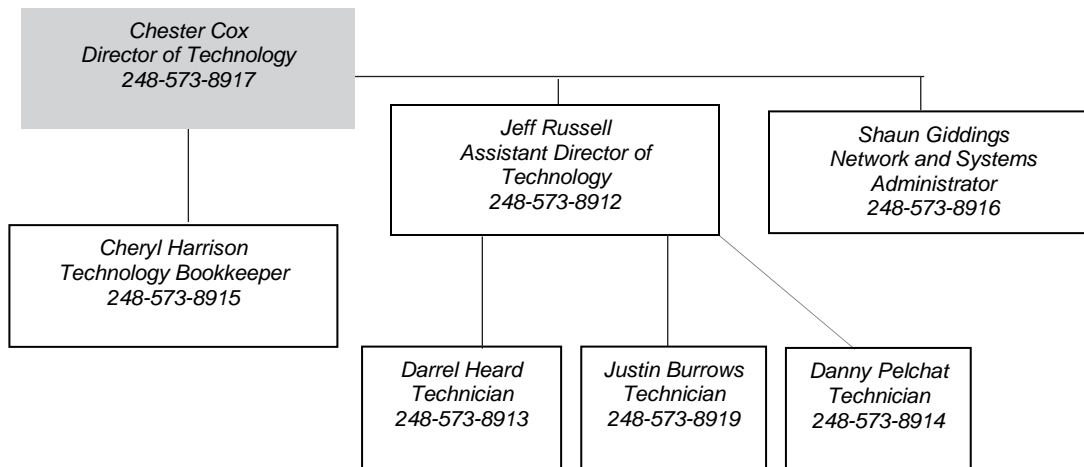 Chester Cox
Director of Technology
248-573-8917
Jeff Russell
Assistant Director of
Technology
248-573-8912
Shaun Giddings
Network and Systems
Administrator
248-573-8916
Cheryl Harrison
Technology Bookkeeper
248-573-8915
Darrel Heard
Technician
248-573-8913
Justin Burrows
Technician
248-573-8919
Danny Pelchat
Technician
248-573-8914